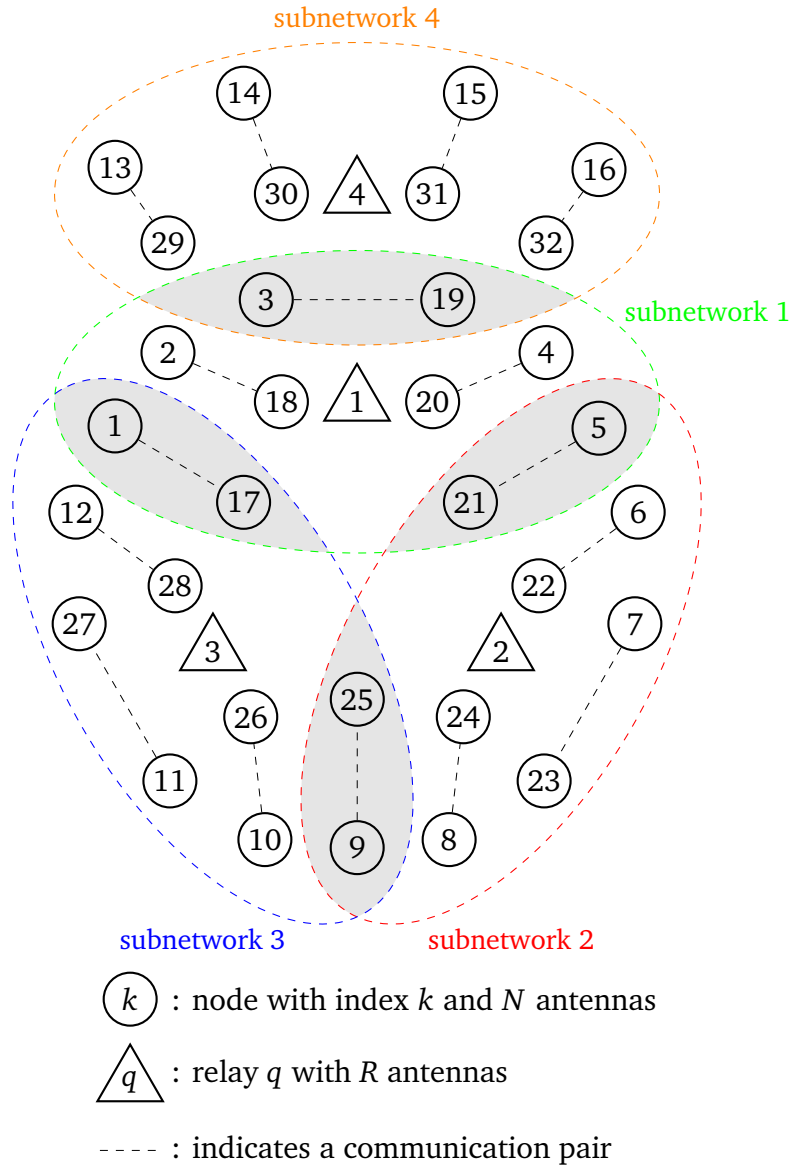 subnetwork 4
14 15
13 16
30 4 31
29 32
3 19
subnetwork 1
2 4
18 1 20
1 5
17 21
12 6
28 22
27 7
3 2
25
26 24
11 23
10 9 8
subnetwork 3 subnetwork 2
k : node with index k and N antennas
q : relay q with R antennas
: indicates a communication pair